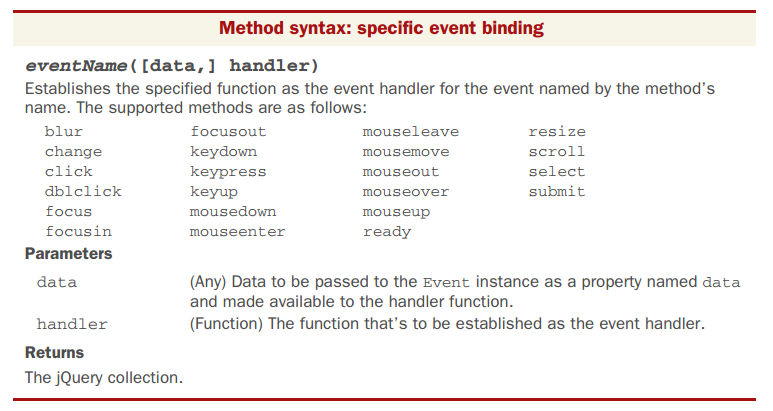 Method syntax: specific event binding
eventName([data,] handler)
Establishes the specified function as the event handler for the event named by the method's
name. The supported methods are as follows:
blur focusout mouseleave resize
change keydown mousemove scroll
click keypress mouseout select
dblclick keyup mouseover submit
focus mousedown mouseup
focusin mouseenter ready
Parameters
data (Any) Data to be passed to the Event instance as a property named data
and made available to the handler function.
handler (Function) The function that's to be established as the event handler.
Returns
The jQuery collection.